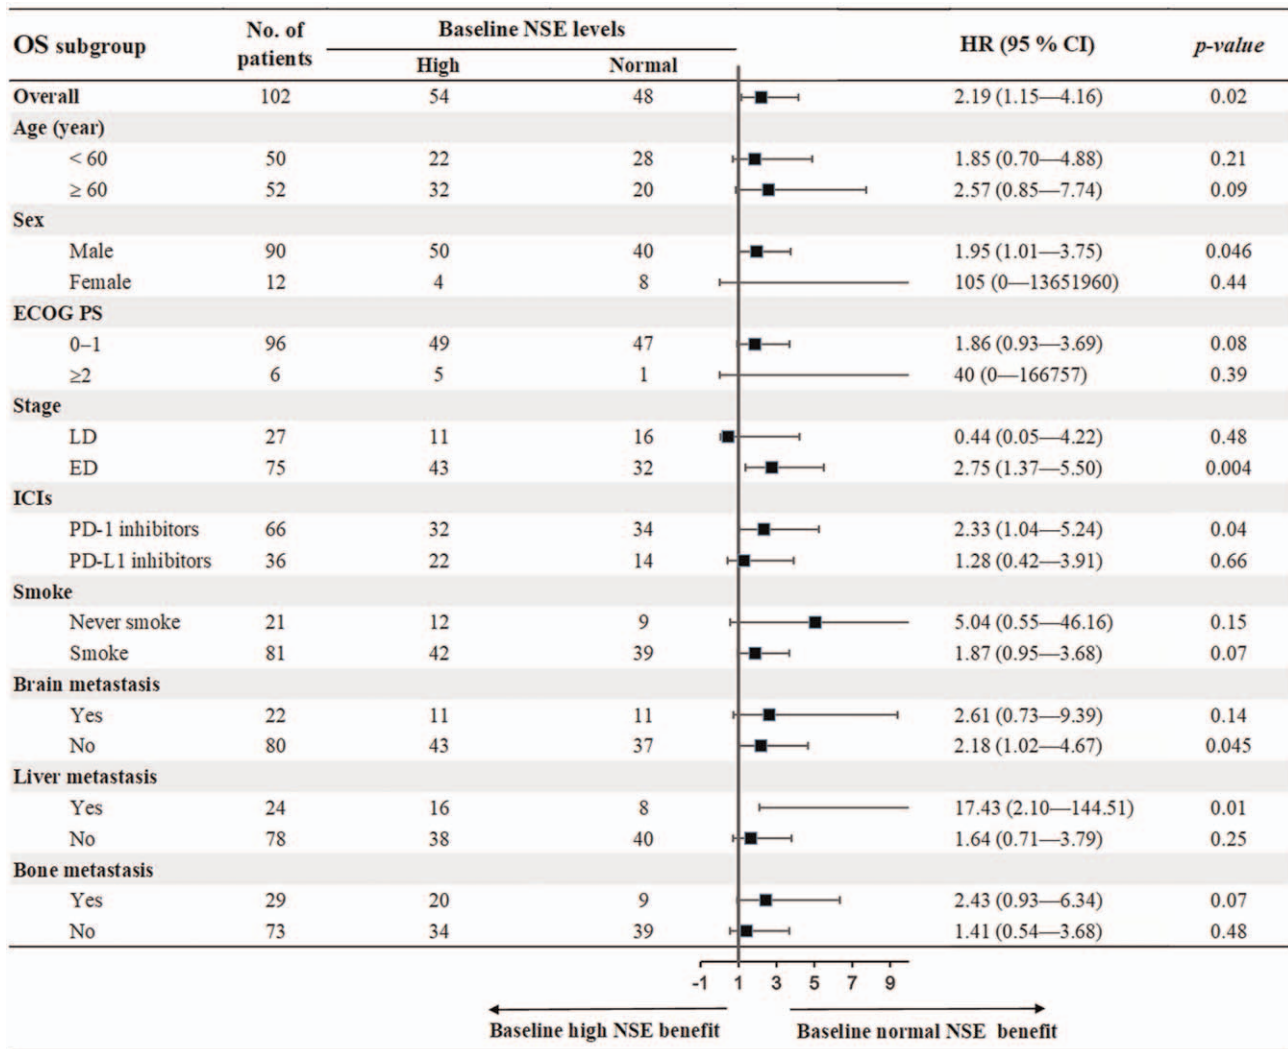 OS subgroup No. of patients Baseline NSE levels HR (95 % CI) p-value
High Normal
Overall 102 54 48 2.19 (1.15—4.16) 0.02
Age (year)
< 60 50 22 28 1.85 (0.70—4.88) 0.21
≥ 60 52 32 20 2.57 (0.85—7.74) 0.09
Sex
Male 90 50 40 1.95 (1.01—3.75) 0.046
Female 12 4 8 105 (0—13651960) 0.44
ECOG PS
0–1 96 49 47 1.86 (0.93—3.69) 0.08
≥2 6 5 1 40 (0—166757) 0.39
Stage
LD 27 11 16 0.44 (0.05—4.22) 0.48
ED 75 43 32 2.75 (1.37—5.50) 0.004
ICIs
PD-1 inhibitors 66 32 34 2.33 (1.04—5.24) 0.04
PD-L1 inhibitors 36 22 14 1.28 (0.42—3.91) 0.66
Smoke
Never smoke 21 12 9 5.04 (0.55—46.16) 0.15
Smoke 81 42 39 1.87 (0.95—3.68) 0.07
Brain metastasis
Yes 22 11 11 2.61 (0.73—9.39) 0.14
No 80 43 37 2.18 (1.02—4.67) 0.045
Liver metastasis
Yes 24 16 8 17.43 (2.10—144.51) 0.01
No 78 38 40 1.64 (0.71—3.79) 0.25
Bone metastasis
Yes 29 20 9 2.43 (0.93—6.34) 0.07
No 73 34 39 1.41 (0.54—3.68) 0.48
-1 1 3 5 7 9
Baseline high NSE benefit Baseline normal NSE benefit